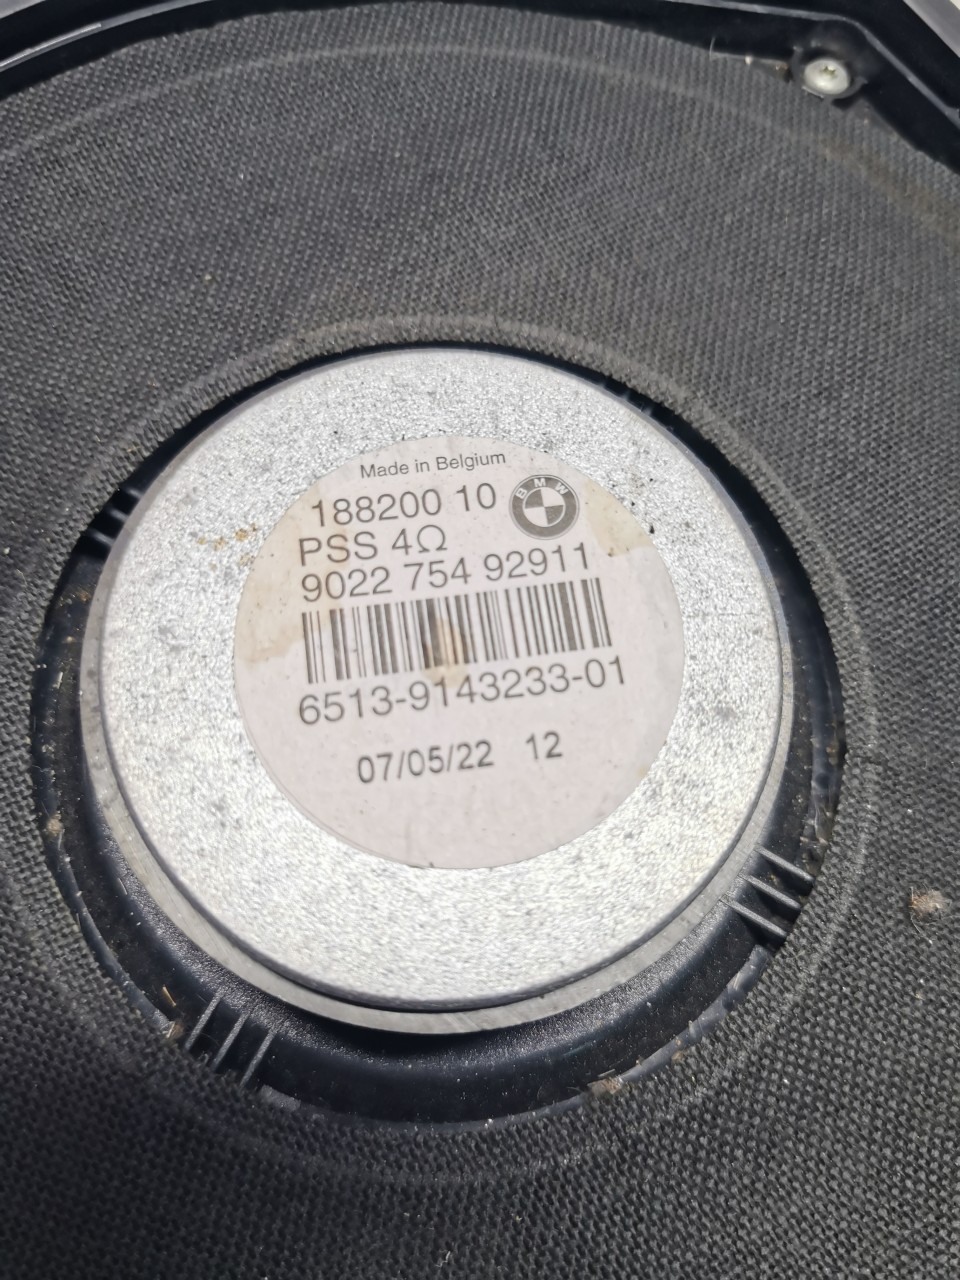 Made in Belgium
188200 10
BMW
PSS 4Ω
9022 754 92911
6513-9143233-01
07/05/22 12